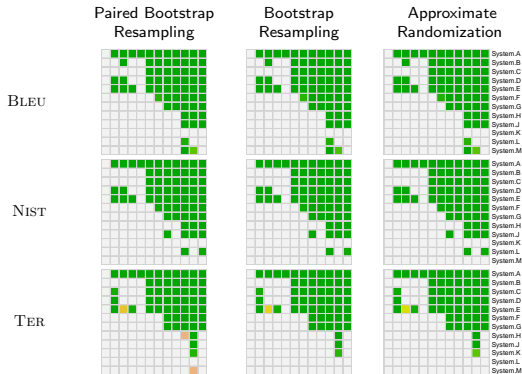 Paired Bootstrap Resampling
Bootstrap Resampling
Approximate Randomization
BLEU
System.A
System.B
System.C
System.D
System.E
System.F
System.G
System.H
System.J
System.K
System.L
System.M
NIST
System.A
System.B
System.C
System.D
System.E
System.F
System.G
System.H
System.J
System.K
System.L
System.M
TER
System.A
System.B
System.C
System.D
System.E
System.F
System.G
System.H
System.J
System.K
System.L
System.M